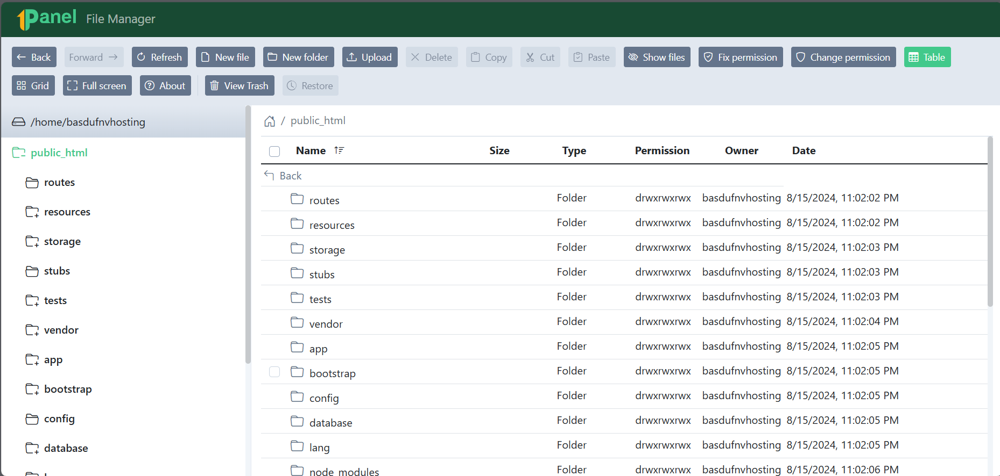 1Panel File Manager
Back Forward Refresh New file New folder Upload Delete Copy Cut Paste Show files Fix permission Change permission Table
Grid Full screen About View Trash Restore
/home/basdufnvhosting
public_html
routes
resources
storage
stubs
tests
vendor
app
bootstrap
config
database
/ public_html
Name Size Type Permission Owner Date
Back
routes Folder drwxrwxrwx basdufnvhosting 8/15/2024, 11:02:02 PM
resources Folder drwxrwxrwx basdufnvhosting 8/15/2024, 11:02:02 PM
storage Folder drwxrwxrwx basdufnvhosting 8/15/2024, 11:02:03 PM
stubs Folder drwxrwxrwx basdufnvhosting 8/15/2024, 11:02:03 PM
tests Folder drwxrwxrwx basdufnvhosting 8/15/2024, 11:02:03 PM
vendor Folder drwxrwxrwx basdufnvhosting 8/15/2024, 11:02:04 PM
app Folder drwxrwxrwx basdufnvhosting 8/15/2024, 11:02:05 PM
bootstrap Folder drwxrwxrwx basdufnvhosting 8/15/2024, 11:02:05 PM
config Folder drwxrwxrwx basdufnvhosting 8/15/2024, 11:02:05 PM
database Folder drwxrwxrwx basdufnvhosting 8/15/2024, 11:02:05 PM
lang Folder drwxrwxrwx basdufnvhosting 8/15/2024, 11:02:05 PM
node_modules Folder drwxrwxrwx basdufnvhosting 8/15/2024, 11:02:06 PM